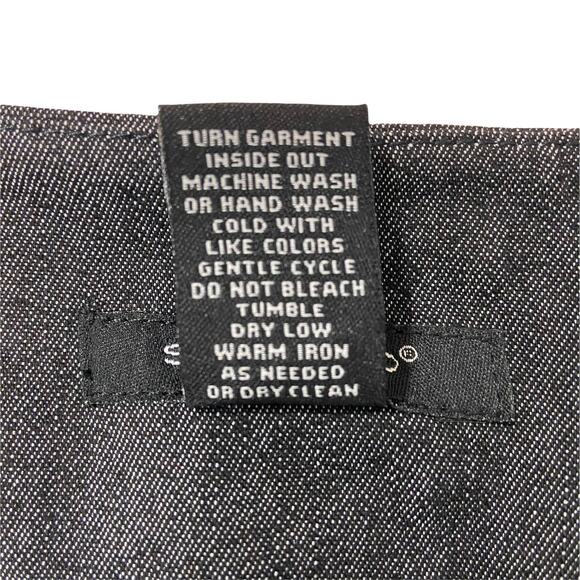 TURN GARMENT
INSIDE OUT
MACHINE WASH
OR HAND WASH
COLD WITH
LIKE COLORS
GENTLE CYCLE
DO NOT BLEACH
TUMBLE
DRY LOW
WARM IRON
AS NEEDED
OR DRY CLEAN